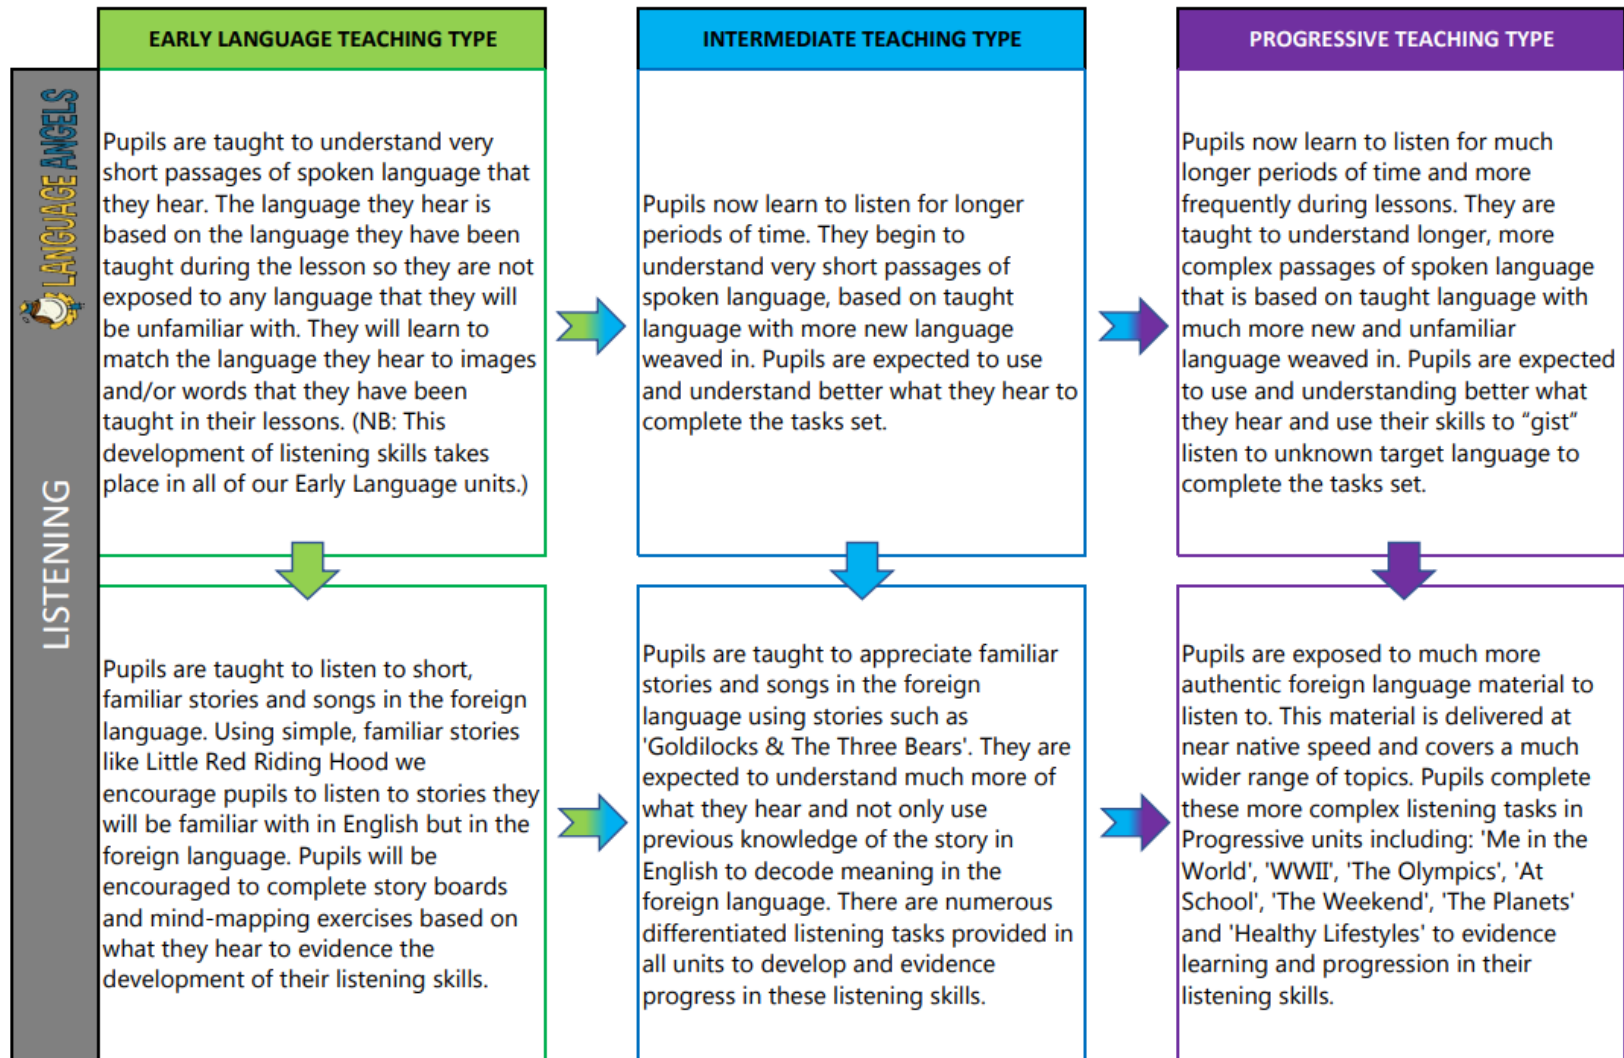 EARLY LANGUAGE TEACHING TYPE
INTERMEDIATE TEACHING TYPE
PROGRESSIVE TEACHING TYPE
LANGUAGE ANGELS
LISTENING
Pupils are taught to understand very
short passages of spoken language that
they hear. The language they hear is
based on the language they have been
taught during the lesson so they are not
exposed to any language that they will
be unfamiliar with. They will learn to
match the language they hear to images
and/or words that they have been
taught in their lessons. (NB: This
development of listening skills takes
place in all of our Early Language units.)
Pupils now learn to listen for longer
periods of time. They begin to
understand very short passages of
spoken language, based on taught
language with more new language
weaved in. Pupils are expected to use
and understand better what they hear to
complete the tasks set.
Pupils now learn to listen for much
longer periods of time and more
frequently during lessons. They are
taught to understand longer, more
complex passages of spoken language
that is based on taught language with
much more new and unfamiliar
language weaved in. Pupils are expected
to use and understanding better what
they hear and use their skills to “gist”
listen to unknown target language to
complete the tasks set.
Pupils are taught to listen to short,
familiar stories and songs in the foreign
language. Using simple, familiar stories
like Little Red Riding Hood we
encourage pupils to listen to stories they
will be familiar with in English but in the
foreign language. Pupils will be
encouraged to complete story boards
and mind-mapping exercises based on
what they hear to evidence the
development of their listening skills.
Pupils are taught to appreciate familiar
stories and songs in the foreign
language using stories such as
'Goldilocks & The Three Bears'. They are
expected to understand much more of
what they hear and not only use
previous knowledge of the story in
English to decode meaning in the
foreign language. There are numerous
differentiated listening tasks provided in
all units to develop and evidence
progress in these listening skills.
Pupils are exposed to much more
authentic foreign language material to
listen to. This material is delivered at
near native speed and covers a much
wider range of topics. Pupils complete
these more complex listening tasks in
Progressive units including: 'Me in the
World', 'WWII', 'The Olympics', 'At
School', 'The Weekend', 'The Planets'
and 'Healthy Lifestyles' to evidence
learning and progression in their
listening skills.